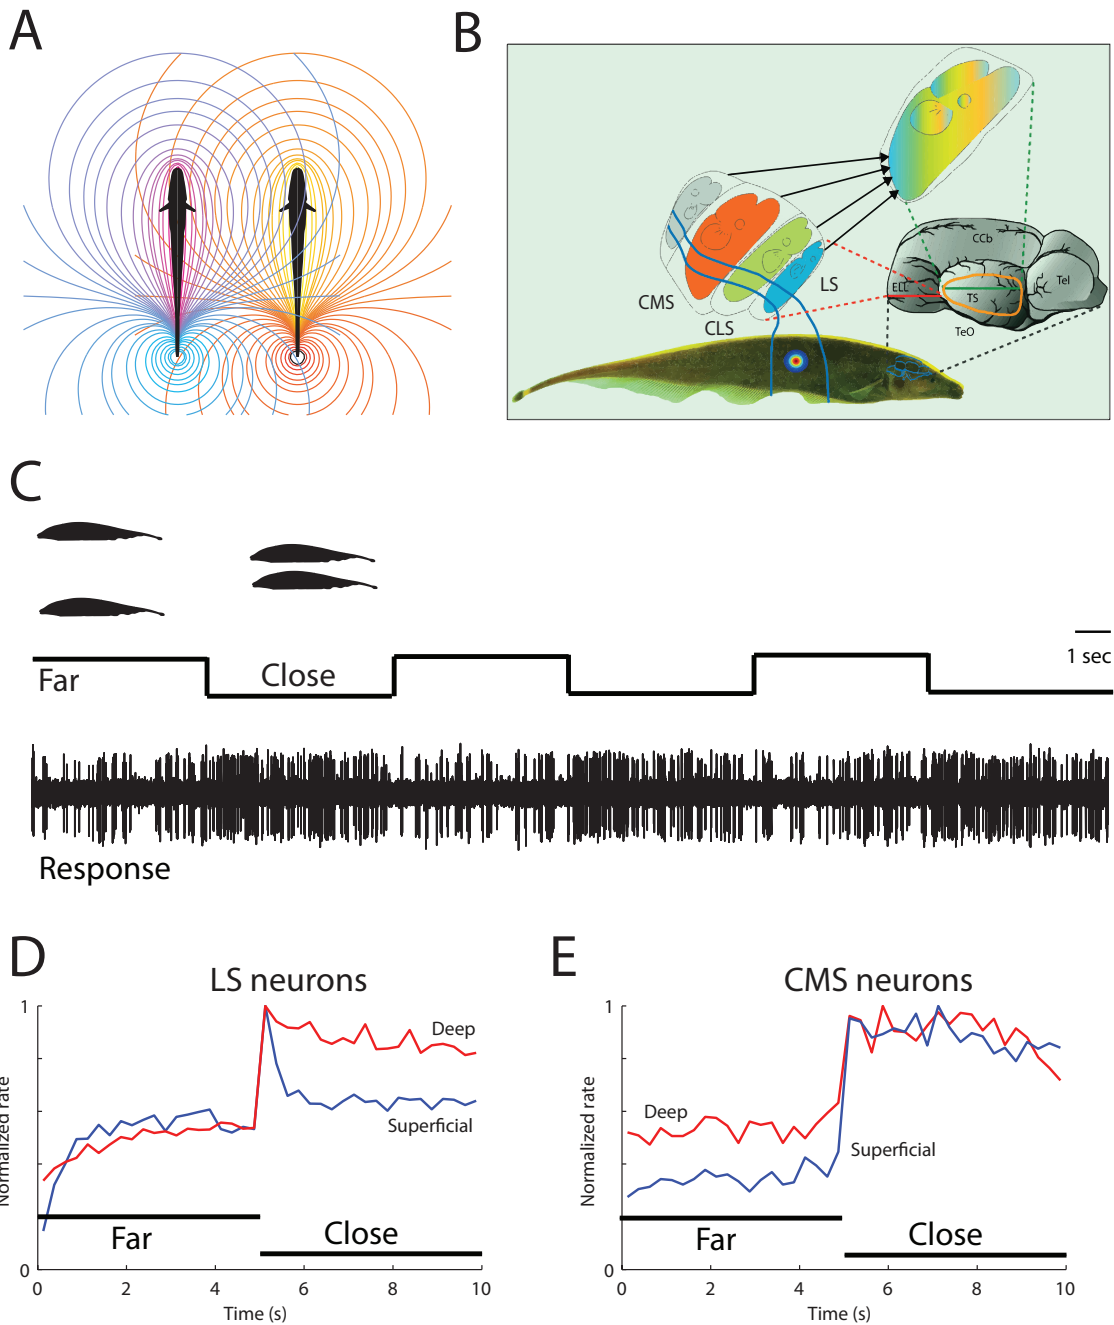 A
B
CCb
Tel
ELL
TS
TeO
LS
CMS
CLS
C
1 sec
Far
Close
Response
D
LS neurons
1
Deep
Superficial
Normalized rate
Far
Close
0
0
2
4
6
8
10
Time (s)
E
CMS neurons
1
Deep
Superficial
Normalized rate
Far
Close
0
0
2
4
6
8
10
Time (s)